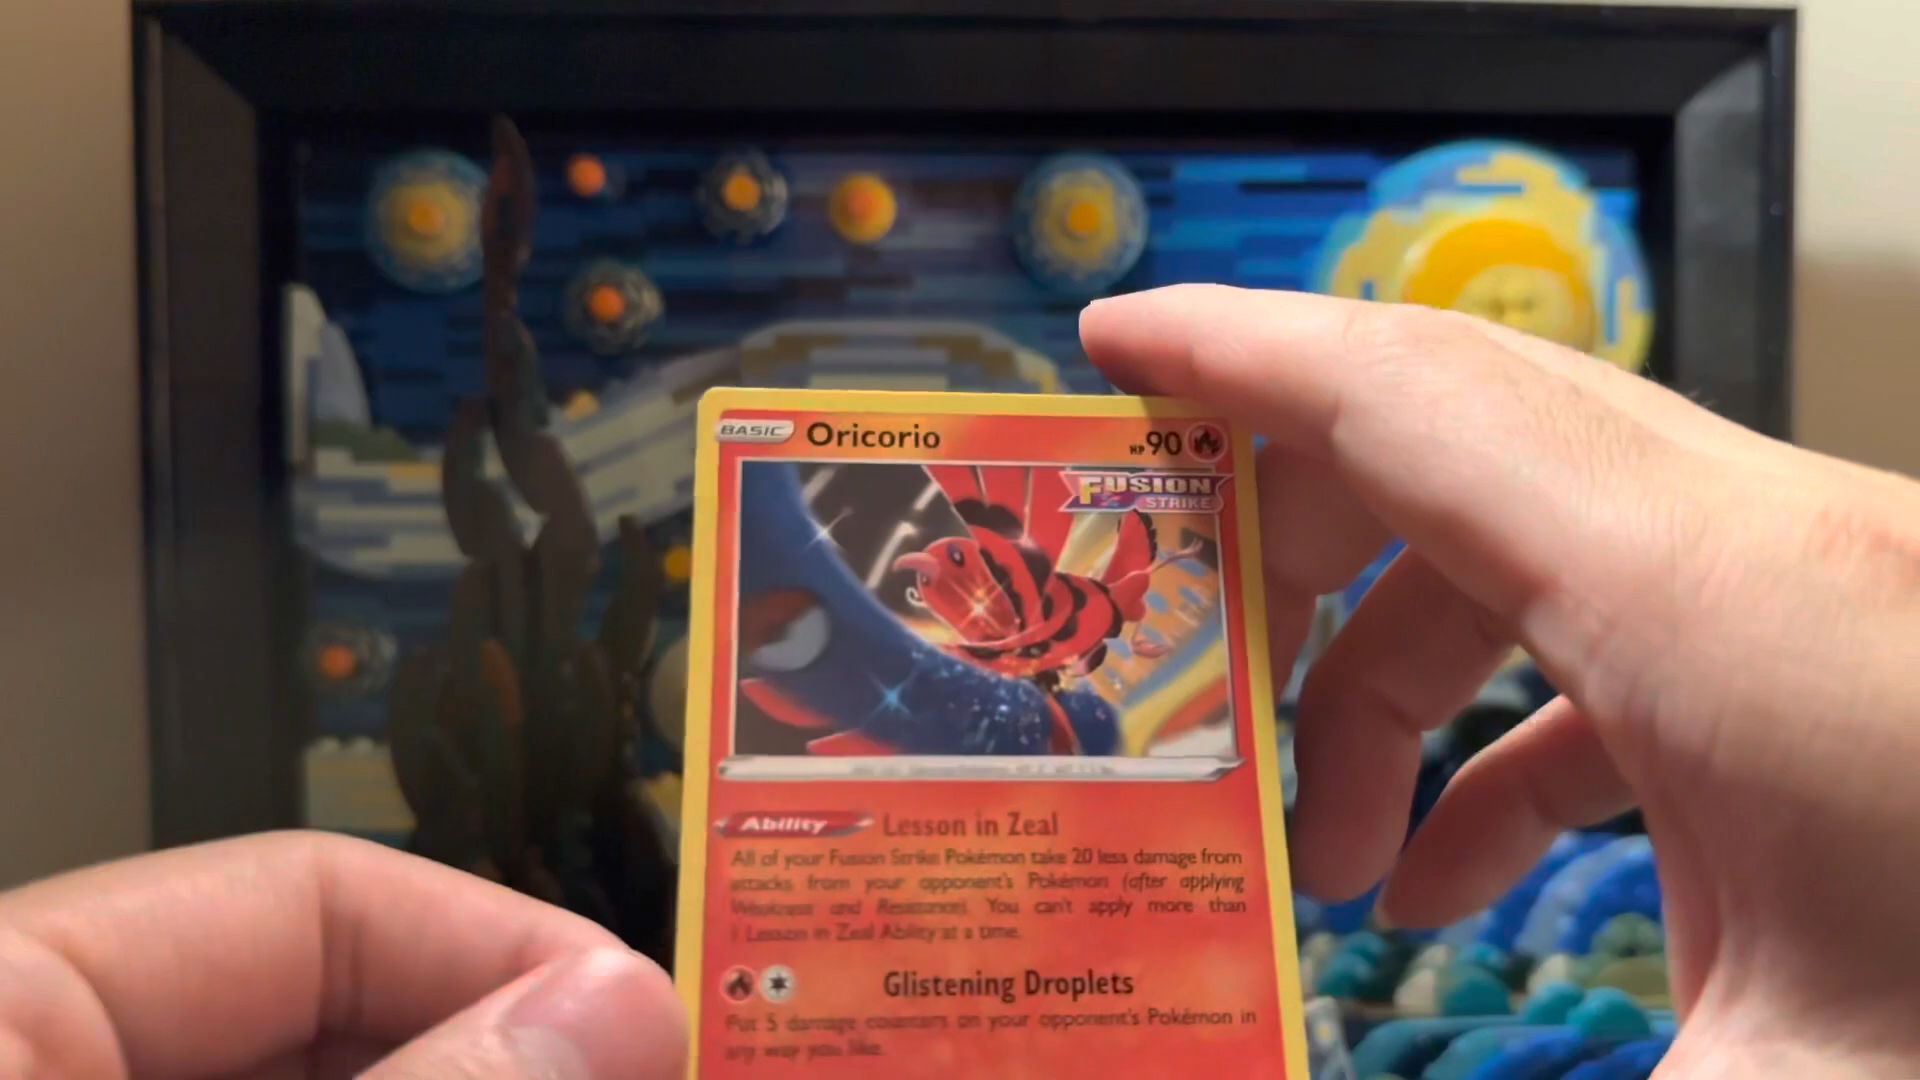 BASIC Oricorio HP 90
FUSION
STRIKE
Ability Lesson in Zeal
All of your Fusion Strike Pokémon take 20 less damage from
attacks from your opponent's Pokémon (after applying
Weakness and Resistance). You can't apply more than
1 Lesson in Zeal Ability at a time.
Glistening Droplets
Put 5 damage counters on your opponent's Pokémon in
any way you like.